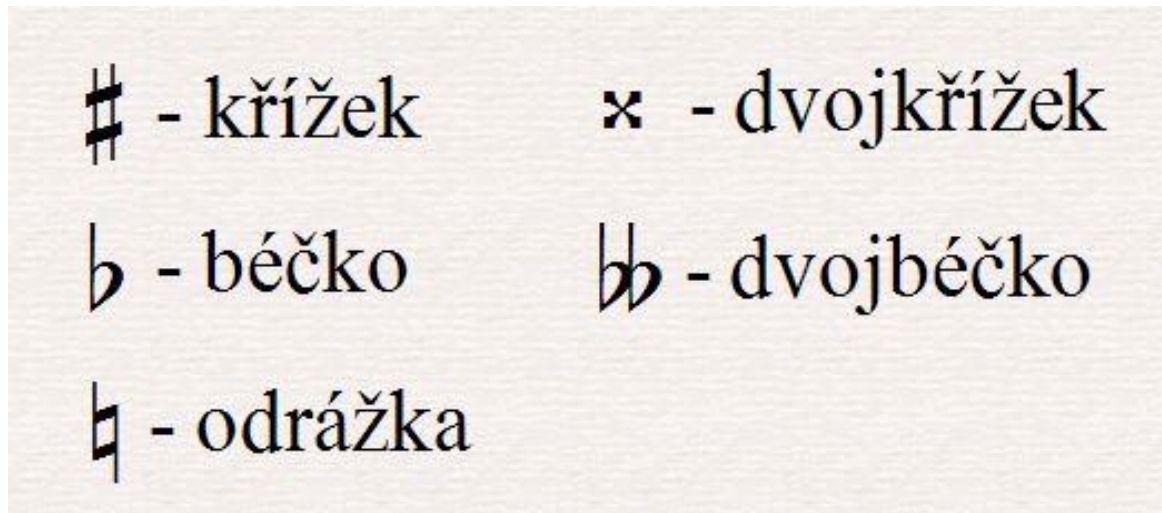 ♯ - křížek
𝄪 - dvojkřížek
♭ - béčko
𝄫 - dvojbéčko
♮ - odrážka